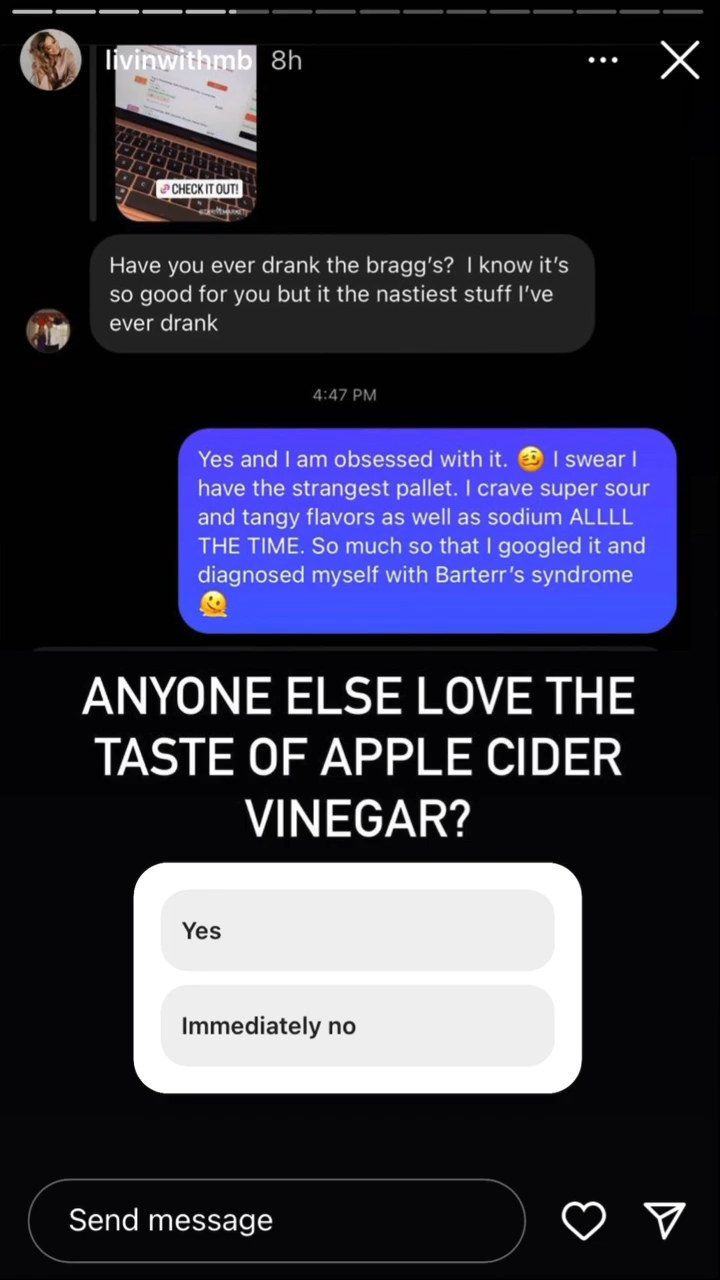 livinwithmb 8h
CHECK IT OUT!
Have you ever drank the bragg's? I know it's
so good for you but it the nastiest stuff I've
ever drank
4:47 PM
Yes and I am obsessed with it. 🥴 I swear I
have the strangest pallet. I crave super sour
and tangy flavors as well as sodium ALLLL
THE TIME. So much so that I googled it and
diagnosed myself with Barterr's syndrome
🫠
ANYONE ELSE LOVE THE
TASTE OF APPLE CIDER
VINEGAR?
Yes
Immediately no
Send message